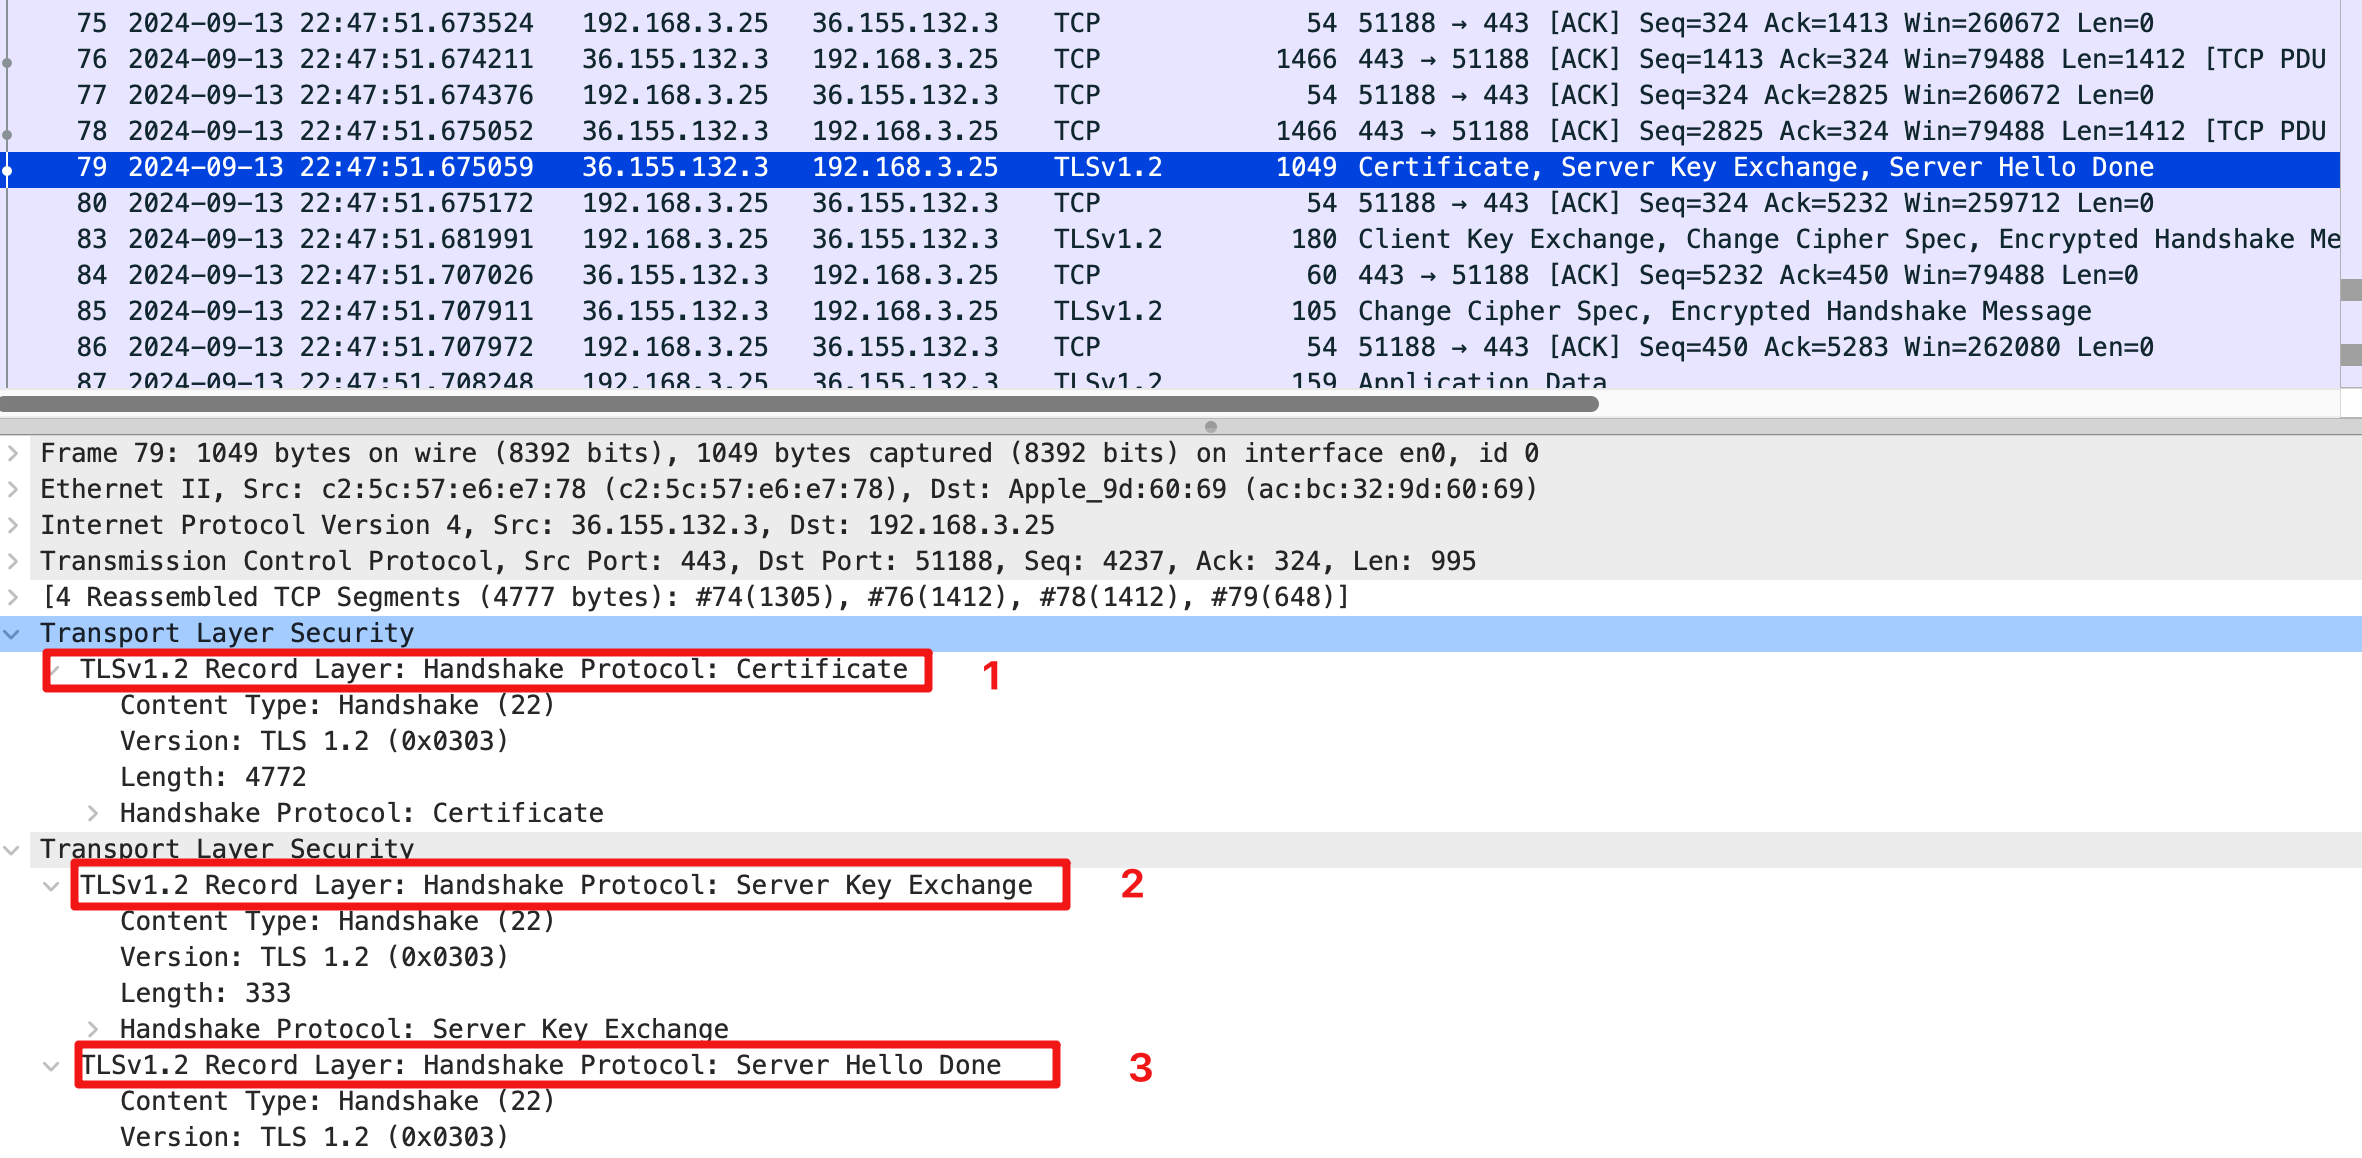 75 2024-09-13 22:47:51.673524 192.168.3.25 36.155.132.3 TCP 54 51188 → 443 [ACK] Seq=324 Ack=1413 Win=260672 Len=0
76 2024-09-13 22:47:51.674211 36.155.132.3 192.168.3.25 TCP 1466 443 → 51188 [ACK] Seq=1413 Ack=324 Win=79488 Len=1412 [TCP PDU
77 2024-09-13 22:47:51.674376 192.168.3.25 36.155.132.3 TCP 54 51188 → 443 [ACK] Seq=324 Ack=2825 Win=260672 Len=0
78 2024-09-13 22:47:51.675052 36.155.132.3 192.168.3.25 TCP 1466 443 → 51188 [ACK] Seq=2825 Ack=324 Win=79488 Len=1412 [TCP PDU
79 2024-09-13 22:47:51.675059 36.155.132.3 192.168.3.25 TLSv1.2 1049 Certificate, Server Key Exchange, Server Hello Done
80 2024-09-13 22:47:51.675172 192.168.3.25 36.155.132.3 TCP 54 51188 → 443 [ACK] Seq=324 Ack=5232 Win=259712 Len=0
83 2024-09-13 22:47:51.681991 192.168.3.25 36.155.132.3 TLSv1.2 180 Client Key Exchange, Change Cipher Spec, Encrypted Handshake Me
84 2024-09-13 22:47:51.707026 36.155.132.3 192.168.3.25 TCP 60 443 → 51188 [ACK] Seq=5232 Ack=450 Win=79488 Len=0
85 2024-09-13 22:47:51.707911 36.155.132.3 192.168.3.25 TLSv1.2 105 Change Cipher Spec, Encrypted Handshake Message
86 2024-09-13 22:47:51.707972 192.168.3.25 36.155.132.3 TCP 54 51188 → 443 [ACK] Seq=450 Ack=5283 Win=262080 Len=0
87 2024-09-13 22:47:51.708248 192.168.3.25 36.155.132.3 TLSv1.2 159 Application Data
Frame 79: 1049 bytes on wire (8392 bits), 1049 bytes captured (8392 bits) on interface en0, id 0
Ethernet II, Src: c2:5c:57:e6:e7:78 (c2:5c:57:e6:e7:78), Dst: Apple_9d:60:69 (ac:bc:32:9d:60:69)
Internet Protocol Version 4, Src: 36.155.132.3, Dst: 192.168.3.25
Transmission Control Protocol, Src Port: 443, Dst Port: 51188, Seq: 4237, Ack: 324, Len: 995
[4 Reassembled TCP Segments (4777 bytes): #74(1305), #76(1412), #78(1412), #79(648)]
Transport Layer Security
TLSv1.2 Record Layer: Handshake Protocol: Certificate 1
Content Type: Handshake (22)
Version: TLS 1.2 (0x0303)
Length: 4772
Handshake Protocol: Certificate
Transport Layer Security
TLSv1.2 Record Layer: Handshake Protocol: Server Key Exchange 2
Content Type: Handshake (22)
Version: TLS 1.2 (0x0303)
Length: 333
Handshake Protocol: Server Key Exchange
TLSv1.2 Record Layer: Handshake Protocol: Server Hello Done 3
Content Type: Handshake (22)
Version: TLS 1.2 (0x0303)